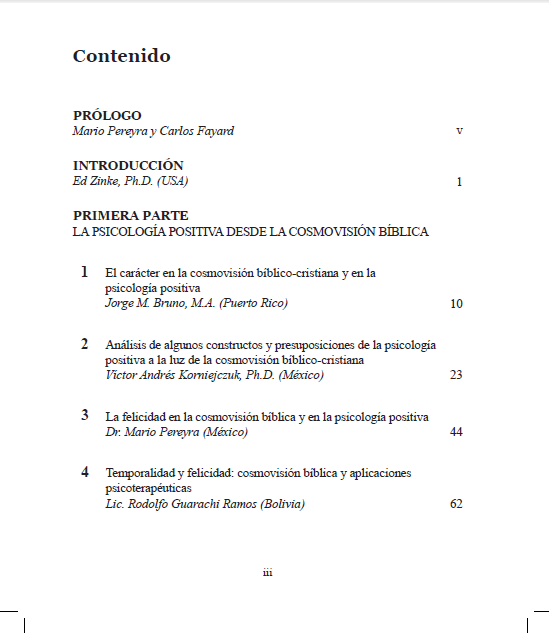 Contenido
PRÓLOGO
Mario Pereyra y Carlos Fayard v
INTRODUCCIÓN
Ed Zinke, Ph.D. (USA) 1
PRIMERA PARTE
LA PSICOLOGÍA POSITIVA DESDE LA COSMOVISIÓN BÍBLICA
1 El carácter en la cosmovisión bíblico-cristiana y en la
psicología positiva
Jorge M. Bruno, M.A. (Puerto Rico) 10
2 Análisis de algunos constructos y presuposiciones de la psicología
positiva a la luz de la cosmovisión bíblico-cristiana
Víctor Andrés Korniejczuk, Ph.D. (México) 23
3 La felicidad en la cosmovisión bíblica y en la psicología positiva
Dr. Mario Pereyra (México) 44
4 Temporalidad y felicidad: cosmovisión bíblica y aplicaciones
psicoterapéuticas
Lic. Rodolfo Guarachi Ramos (Bolivia) 62
iii